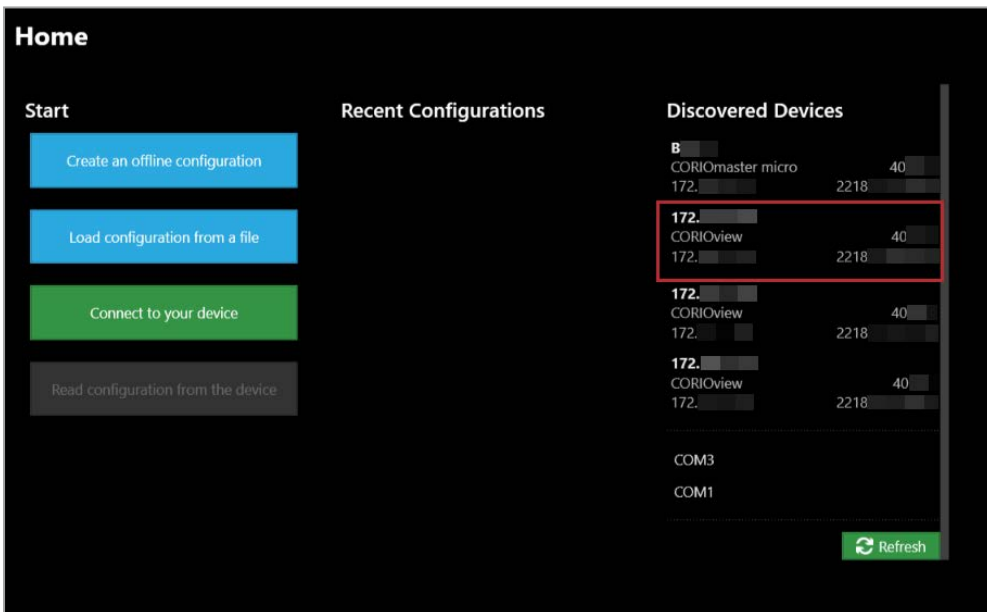 Home
Start
Create an offline configuration
Load configuration from a file
Connect to your device
Read configuration from the device
Recent Configurations
Discovered Devices
B
CORIOmaster micro 40
172. 2218
172.
CORIOview 40
172. 2218
172.
CORIOview 40
172. 2218
172.
CORIOview 40
172. 2218
COM3
COM1
Refresh